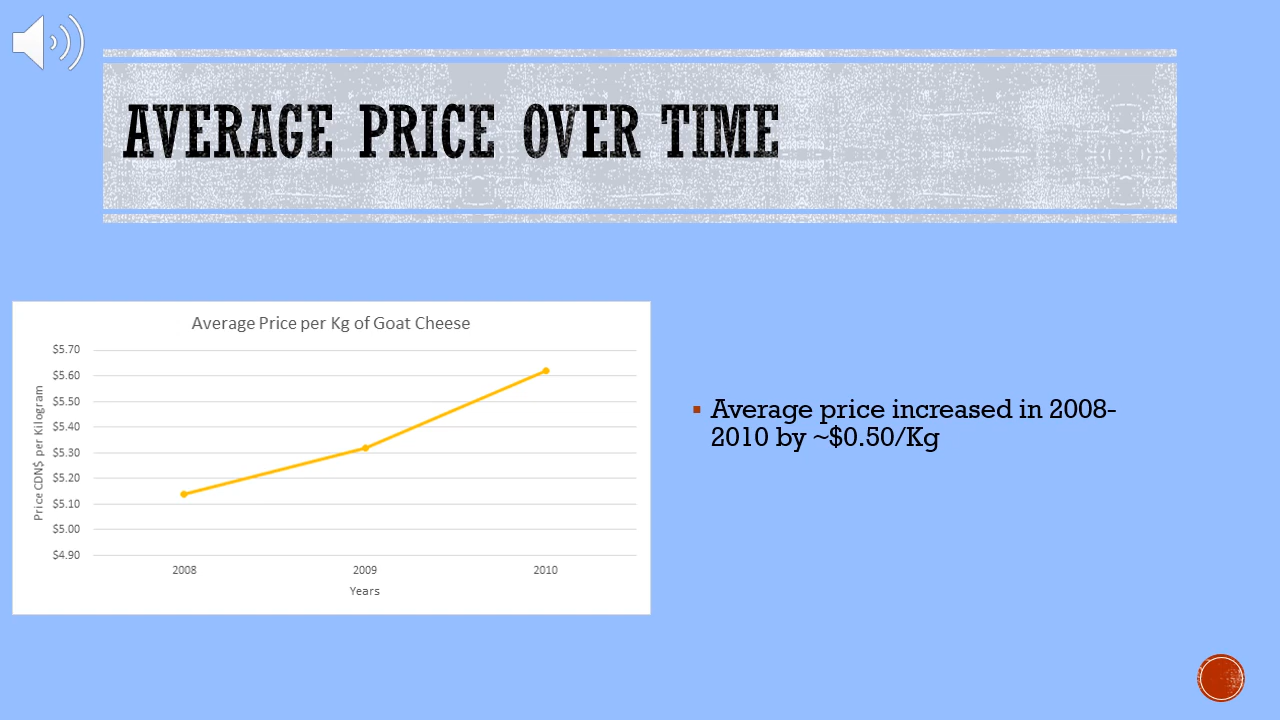 AVERAGE PRICE OVER TIME
Average Price per Kg of Goat Cheese
Price CDN$ per Kilogram
$5.70
$5.60
$5.50
$5.40
$5.30
$5.20
$5.10
$5.00
$4.90
2008 2009 2010
Years
▪ Average price increased in 2008-
2010 by ~$0.50/Kg